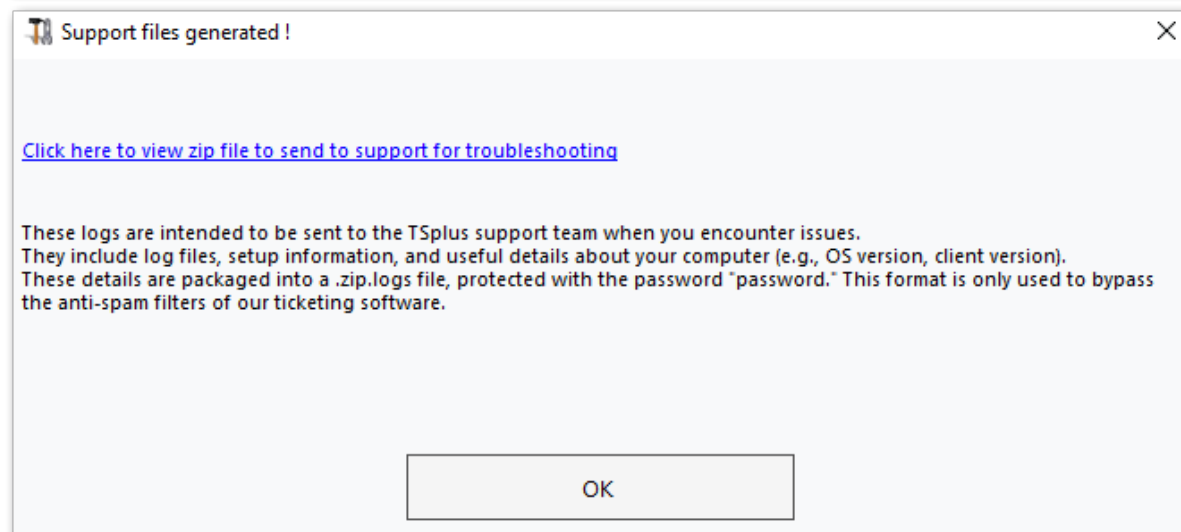 Support files generated !
Click here to view zip file to send to support for troubleshooting
These logs are intended to be sent to the TSplus support team when you encounter issues.
They include log files, setup information, and useful details about your computer (e.g., OS version, client version).
These details are packaged into a .zip.logs file, protected with the password "password." This format is only used to bypass
the anti-spam filters of our ticketing software.
OK